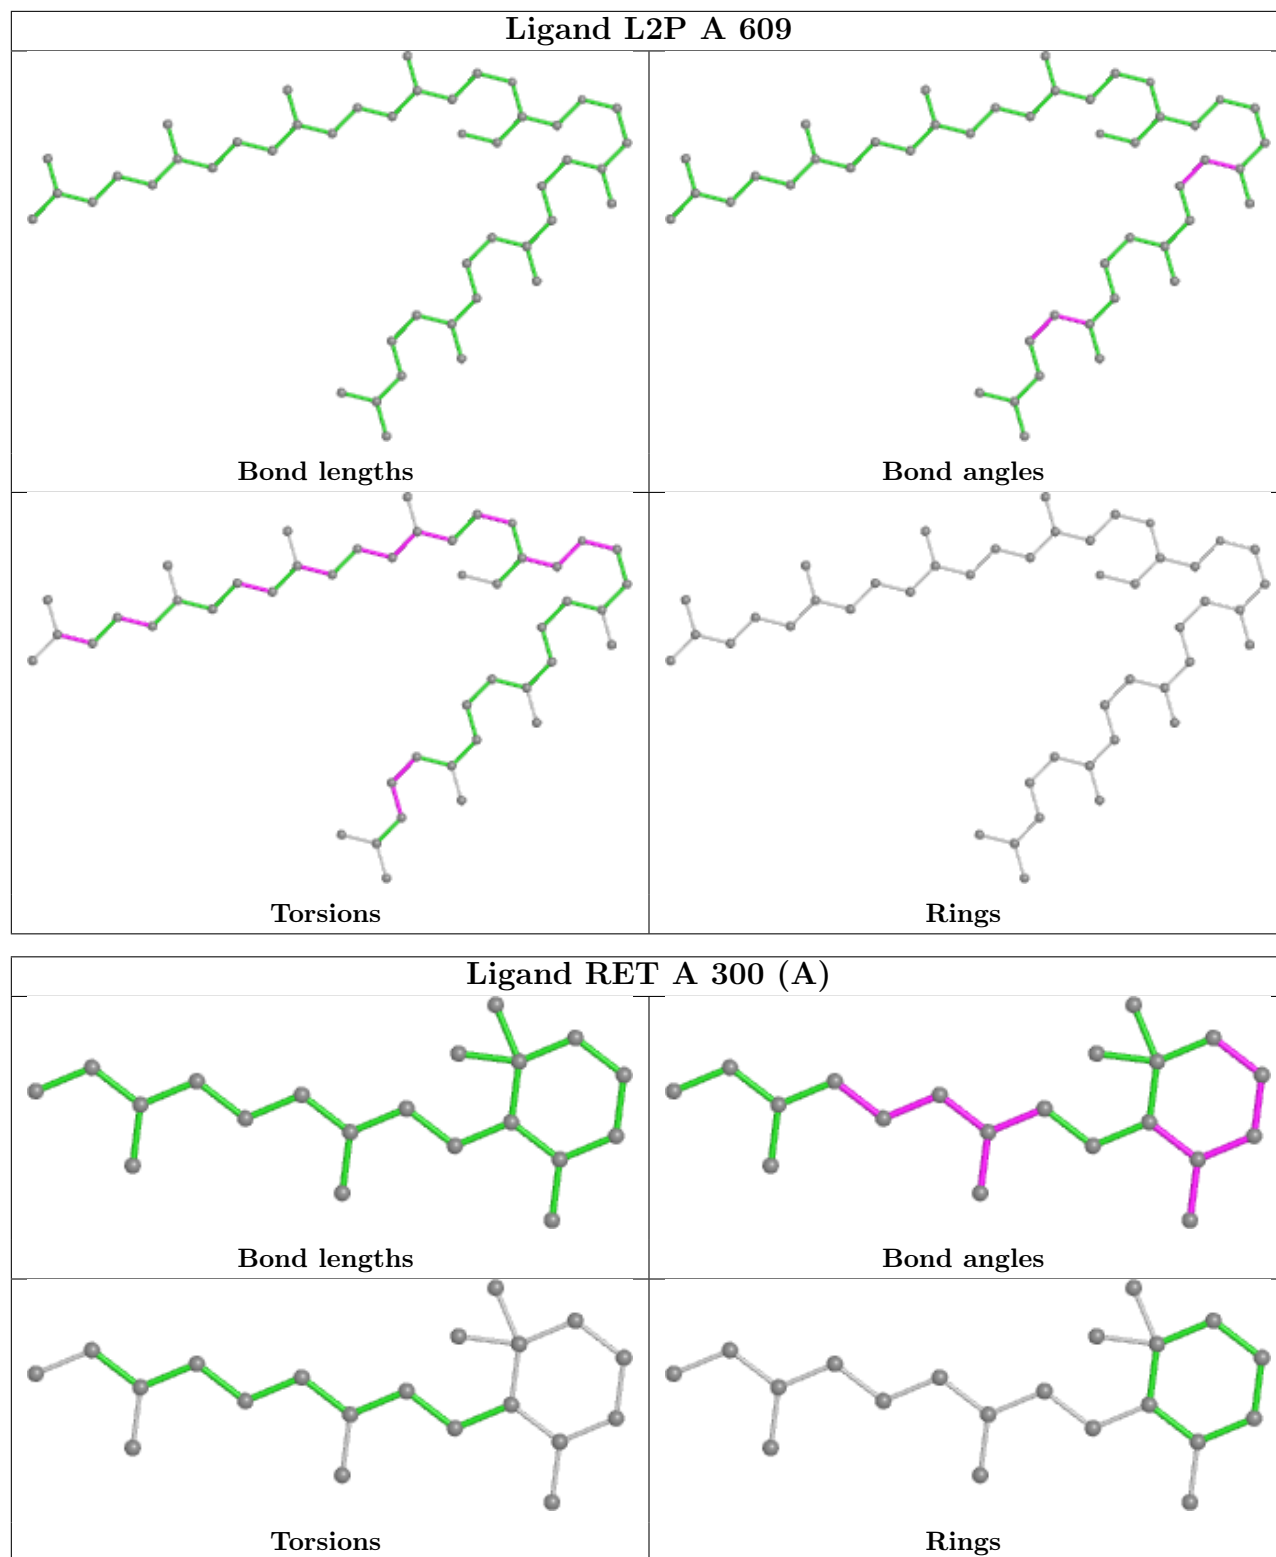 Ligand L2P A 609
Bond lengths
Bond angles
Torsions
Rings
Ligand RET A 300 (A)
Bond lengths
Bond angles
Torsions
Rings